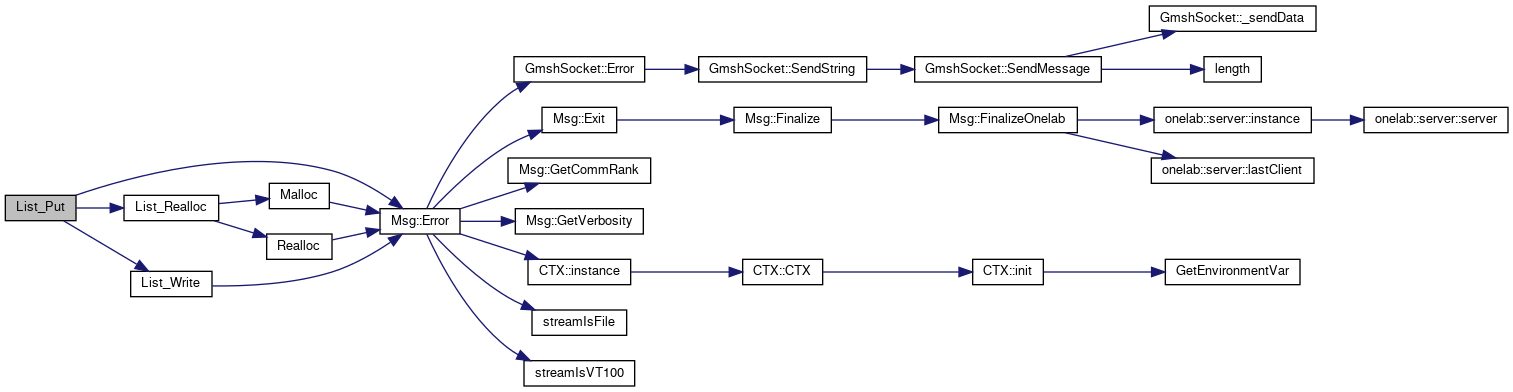 List_Put
List_Realloc
List_Write
Malloc
Realloc
Msg::Error
GmshSocket::Error
Msg::Exit
Msg::GetCommRank
Msg::GetVerbosity
CTX::instance
streamIsFile
streamIsVT100
GmshSocket::SendString
Msg::Finalize
CTX::CTX
GmshSocket::SendMessage
Msg::FinalizeOnelab
CTX::init
GmshSocket::_sendData
length
onelab::server::instance
onelab::server::lastClient
GetEnvironmentVar
onelab::server::server